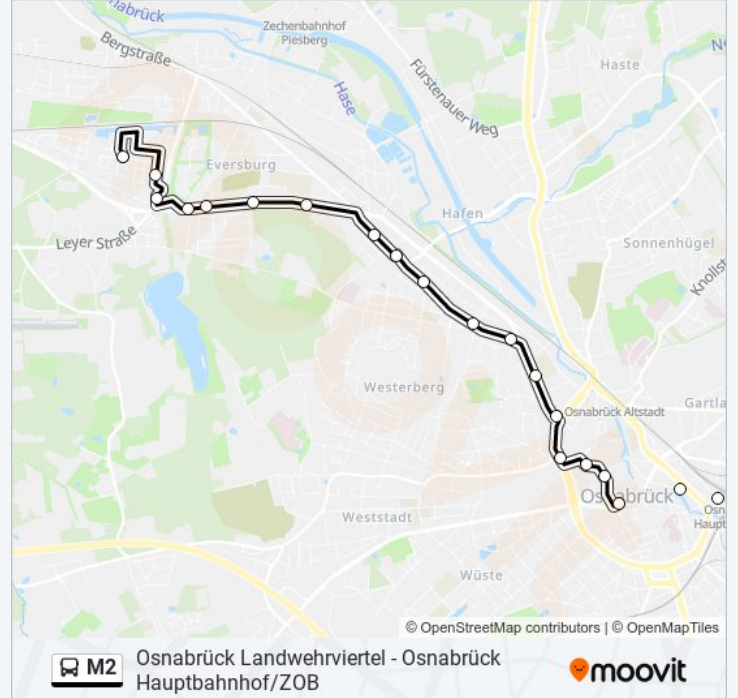 nabrück
Bergstraße
Zechenbahnhof
Piesberg
Fürstenauer Weg
Haste
Hase
Eversburg
Hafen
Leyer Straße
Sonnenhügel
Knollst
Westerberg
Gartla
Osnabrück Altstadt
Osnabrück
Osn
Haupt
Weststadt
Wüste
© OpenStreetMap contributors | © OpenMapTiles
M2
Osnabrück Landwehrviertel - Osnabrück
Hauptbahnhof/ZOB
moovit